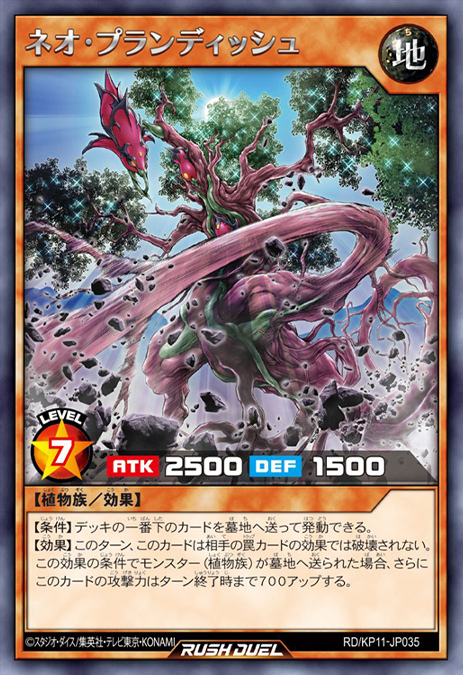 ネオ・プランディッシュ
地
LEVEL
7
ATK 2500 DEF 1500
【植物族/効果】
【条件】デッキの一番下のカードを墓地へ送って発動できる。
【効果】このターン、このカードは相手の罠カードの効果では破壊されない。
この効果の条件でモンスター(植物族)が墓地へ送られた場合、さらに
このカードの攻撃力はターン終了時まで700アップする。
©スタジオ・ダイス/集英社・テレビ東京・KONAMI
RUSH DUEL
RD/KP11-JP035